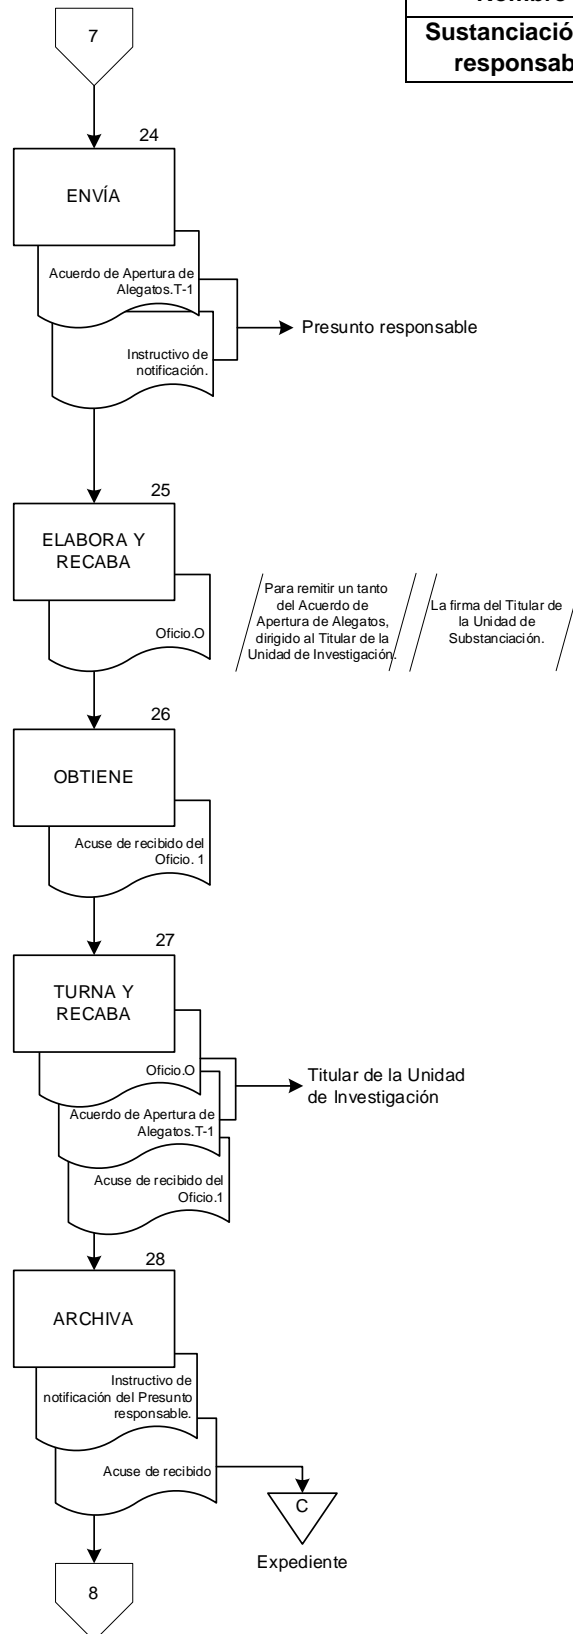 Nombre
Sustanciació
responsab
7
24
ENVÍA
Acuerdo de Apertura de
Alegatos.T-1
Presunto responsable
Instructivo de
notificación.
25
ELABORA Y
RECABA
Oficio.O
Para remitir un tanto
del Acuerdo de
Apertura de Alegatos,
dirigido al Titular de la
Unidad de Investigación.
La firma del Titular de
la Unidad de
Substanciación.
26
OBTIENE
Acuse de recibido del
Oficio. 1
27
TURNA Y
RECABA
Oficio.O
Titular de la Unidad
de Investigación
Acuerdo de Apertura de
Alegatos.T-1
Acuse de recibido del
Oficio.1
28
ARCHIVA
Instructivo de
notificación del Presunto
responsable.
Acuse de recibido
C
Expediente
8